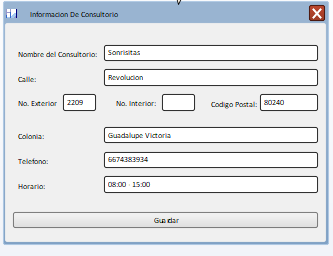 Informacion De Consultorio
Nombre del Consultorio: Sonrisitas
Calle: Revolucion
No. Exterior 2209 No. Interior: Codigo Postal: 80240
Colonia: Guadalupe Victoria
Telefono: 6674383934
Horario: 08:00 - 15:00
Guardar